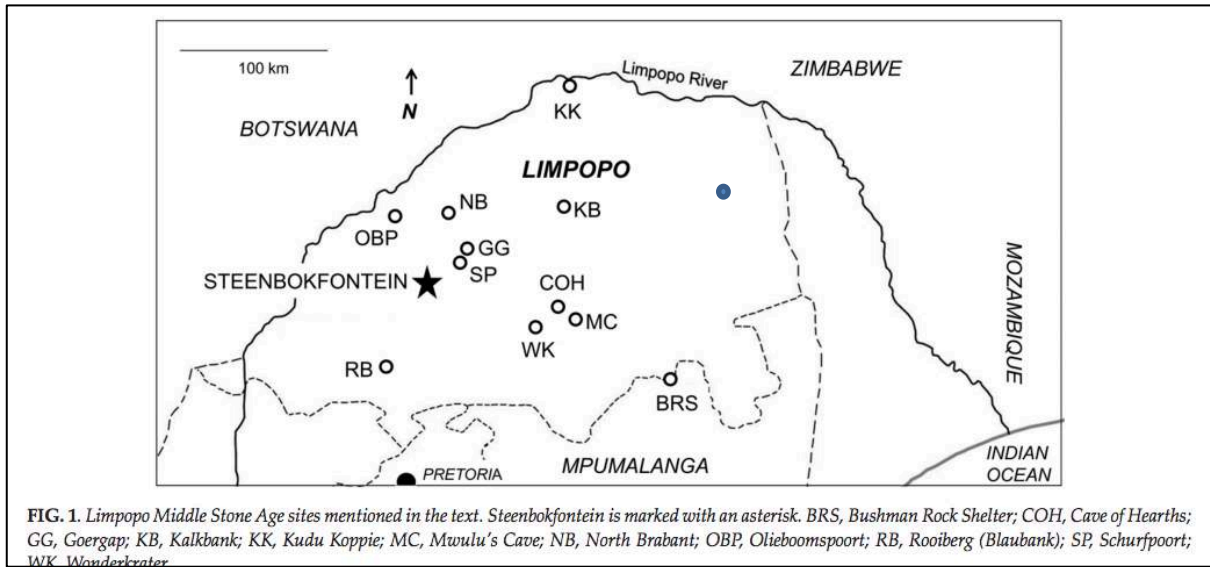 100 km
N
BOTSWANA
Limpopo River
ZIMBABWE
KK
LIMPOPO
NB
KB
OBP
GG
SP
STEENBOKFONTEIN
COH
MC
WK
RB
BRS
MOZAMBIQUE
PRETORIA
MPUMALANGA
INDIAN
OCEAN
FIG. 1. Limpopo Middle Stone Age sites mentioned in the text. Steenbokfontein is marked with an asterisk. BRS, Bushman Rock Shelter; COH, Cave of Hearths;
GG, Goergap; KB, Kalkbank; KK, Kudu Koppie; MC, Mwulu's Cave; NB, North Brabant; OBP, Olieboomspoort; RB, Rooiberg (Blaubank); SP, Schurfpoort;
WK, Wonderkrater